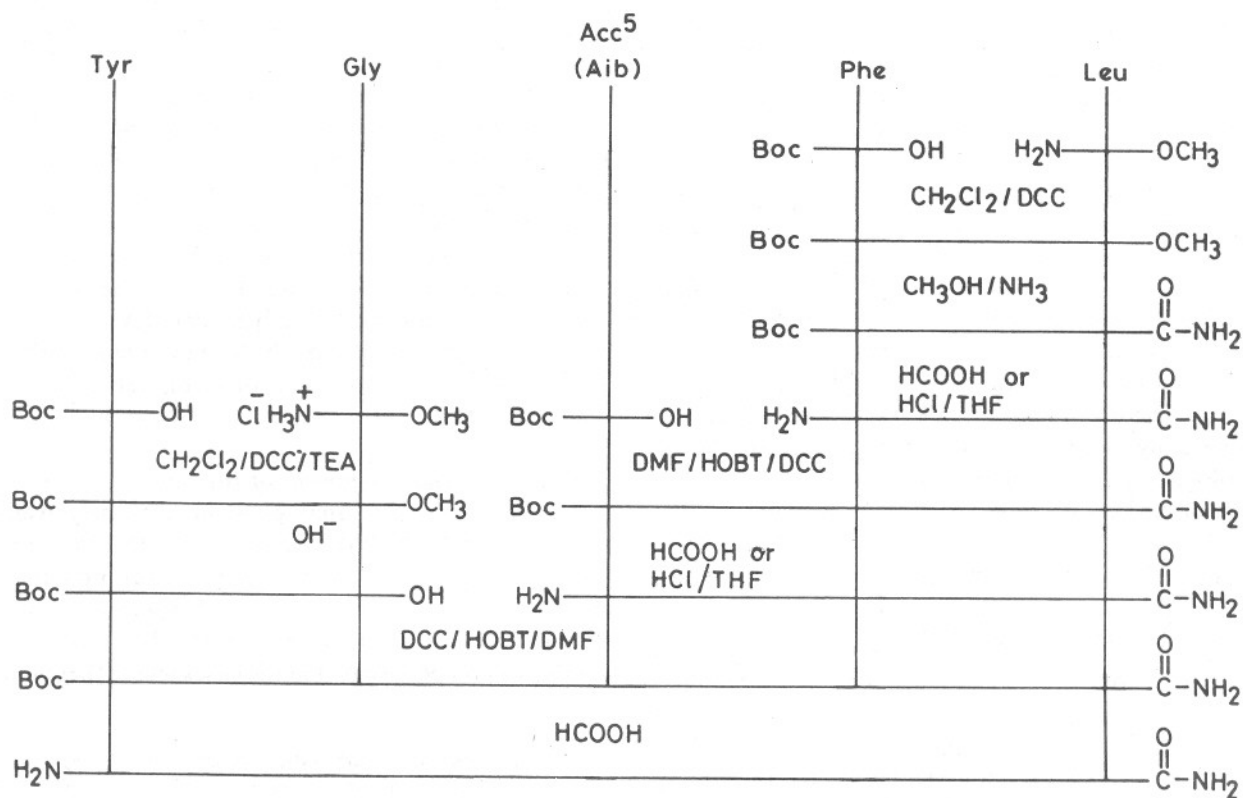 Acc⁵
Tyr Gly (Aib) Phe Leu
Boc OH H₂N OCH₃
CH₂Cl₂/DCC
Boc OCH₃
CH₃OH/NH₃
O
Boc C-NH₂
HCOOH or
HCl/THF
O
Boc OH Cl⁻ H₃N⁺ OCH₃ Boc OH H₂N C-NH₂
CH₂Cl₂/DCC/TEA DMF/HOBT/DCC
O
Boc OCH₃ Boc C-NH₂
OH⁻
HCOOH or
HCl/THF
O
Boc OH H₂N C-NH₂
DCC/HOBT/DMF
O
Boc C-NH₂
HCOOH
O
H₂N C-NH₂